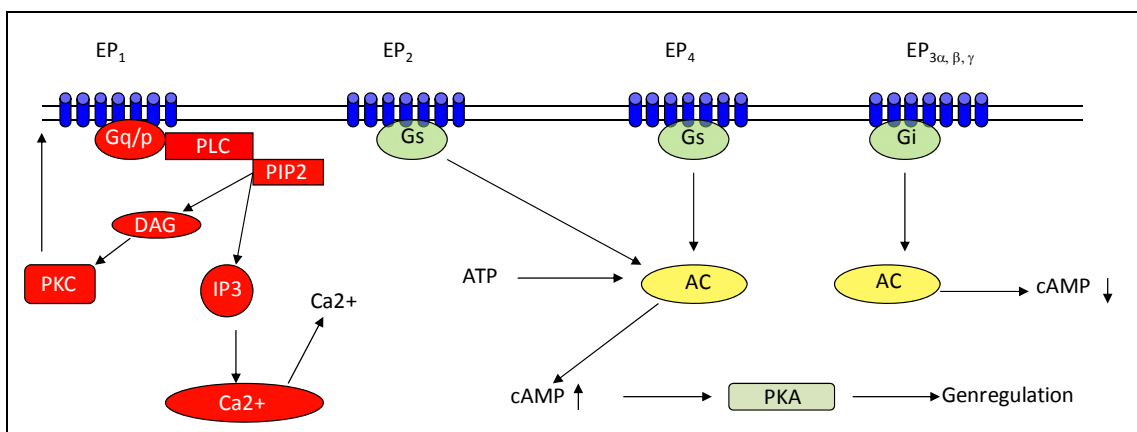 EP1
EP2
EP4
EP3α, β, γ
Gq/p
PLC
PIP2
Gs
Gs
Gi
DAG
PKC
IP3
Ca2+
Ca2+
ATP
AC
AC
cAMP
cAMP
PKA
Genregulation